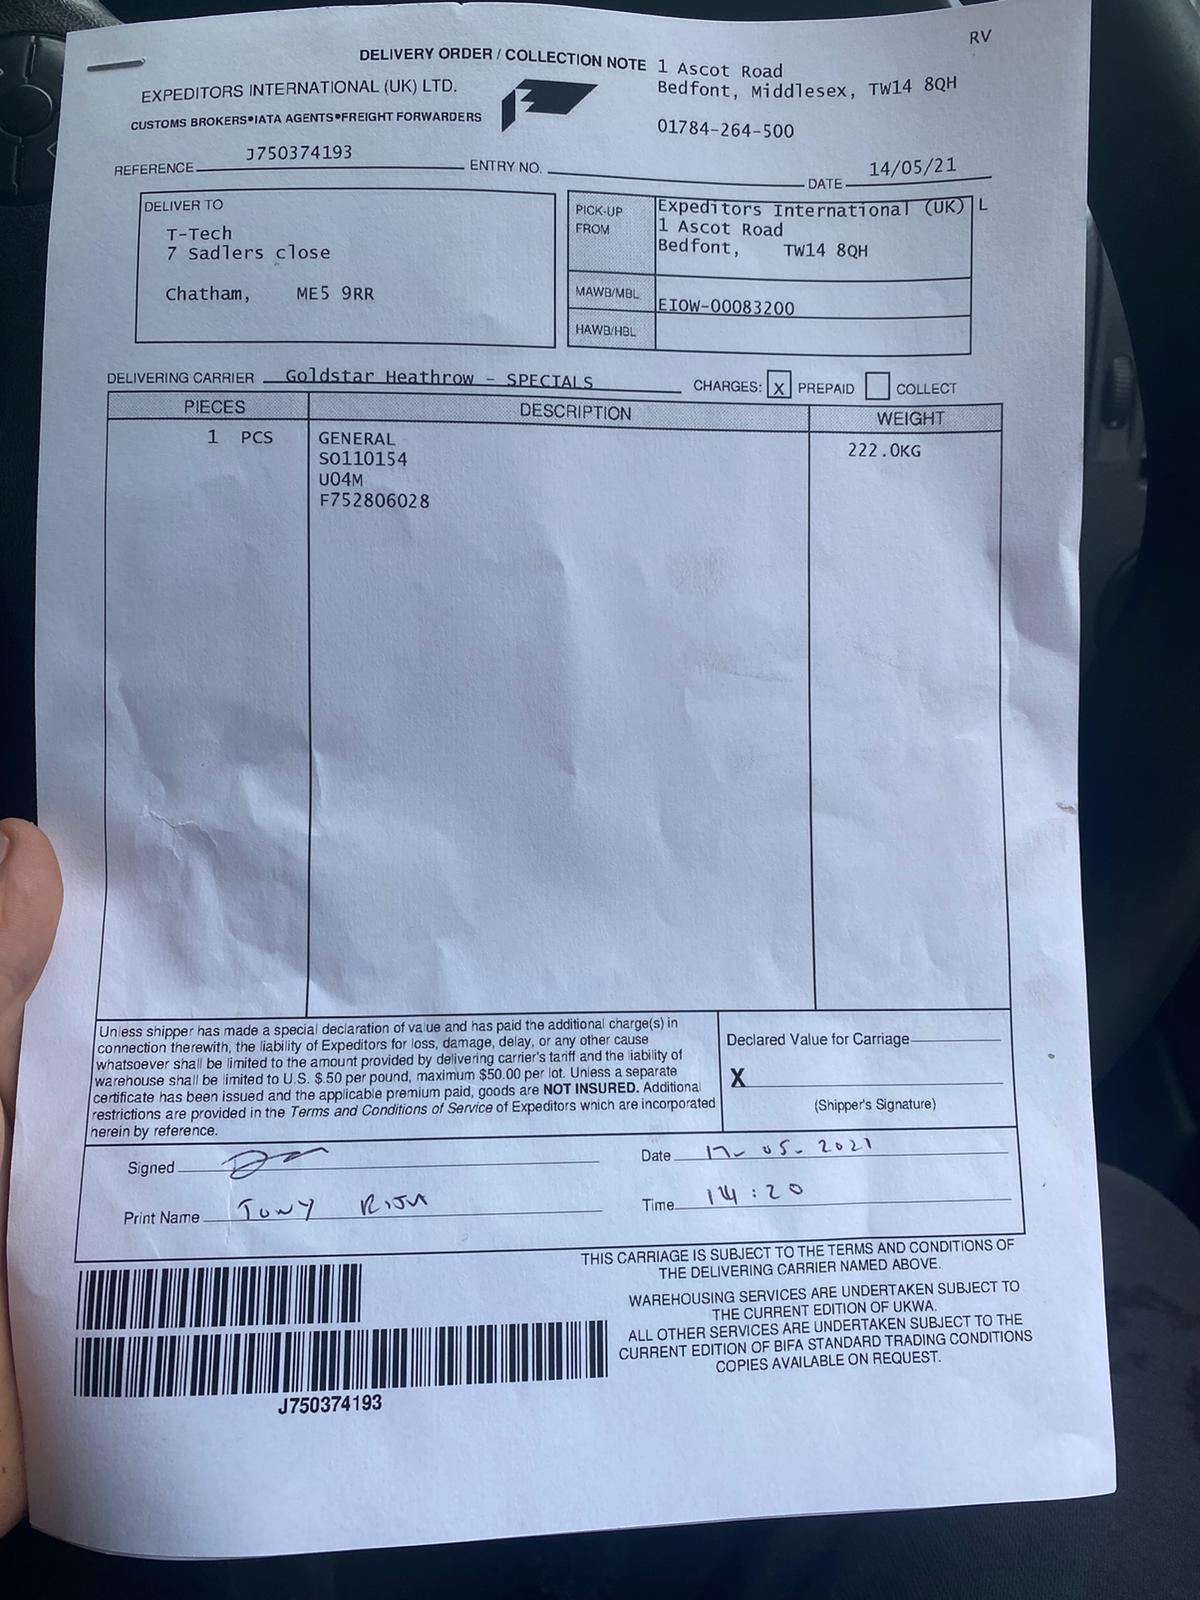 RV
DELIVERY ORDER / COLLECTION NOTE
1 Ascot Road
Bedfont, Middlesex, TW14 8QH
01784-264-500
EXPEDITORS INTERNATIONAL (UK) LTD.
CUSTOMS BROKERS•IATA AGENTS•FREIGHT FORWARDERS
REFERENCE J750374193
ENTRY NO.
DATE 14/05/21
DELIVER TO
T-Tech
7 Sadlers close
Chatham, ME5 9RR
PICK-UP FROM
Expeditors International (UK) L
1 Ascot Road
Bedfont, TW14 8QH
MAWB/MBL EIOW-00083200
HAWB/HBL
DELIVERING CARRIER Goldstar Heathrow - SPECIALS
CHARGES: X PREPAID COLLECT
PIECES DESCRIPTION WEIGHT
1 PCS GENERAL 222.0KG
SO110154
U04M
F752806028
Unless shipper has made a special declaration of value and has paid the additional charge(s) in
connection therewith, the liability of Expeditors for loss, damage, delay, or any other cause
whatsoever shall be limited to the amount provided by delivering carrier's tariff and the liability of
warehouse shall be limited to U.S. $.50 per pound, maximum $50.00 per lot. Unless a separate
certificate has been issued and the applicable premium paid, goods are NOT INSURED. Additional
restrictions are provided in the Terms and Conditions of Service of Expeditors which are incorporated
herein by reference.
Declared Value for Carriage
X
(Shipper's Signature)
Signed
Date 17-05-2021
Print Name Tony
Time 14:20
THIS CARRIAGE IS SUBJECT TO THE TERMS AND CONDITIONS OF
THE DELIVERING CARRIER NAMED ABOVE.
WAREHOUSING SERVICES ARE UNDERTAKEN SUBJECT TO
THE CURRENT EDITION OF UKWA.
ALL OTHER SERVICES ARE UNDERTAKEN SUBJECT TO THE
CURRENT EDITION OF BIFA STANDARD TRADING CONDITIONS
COPIES AVAILABLE ON REQUEST.
J750374193